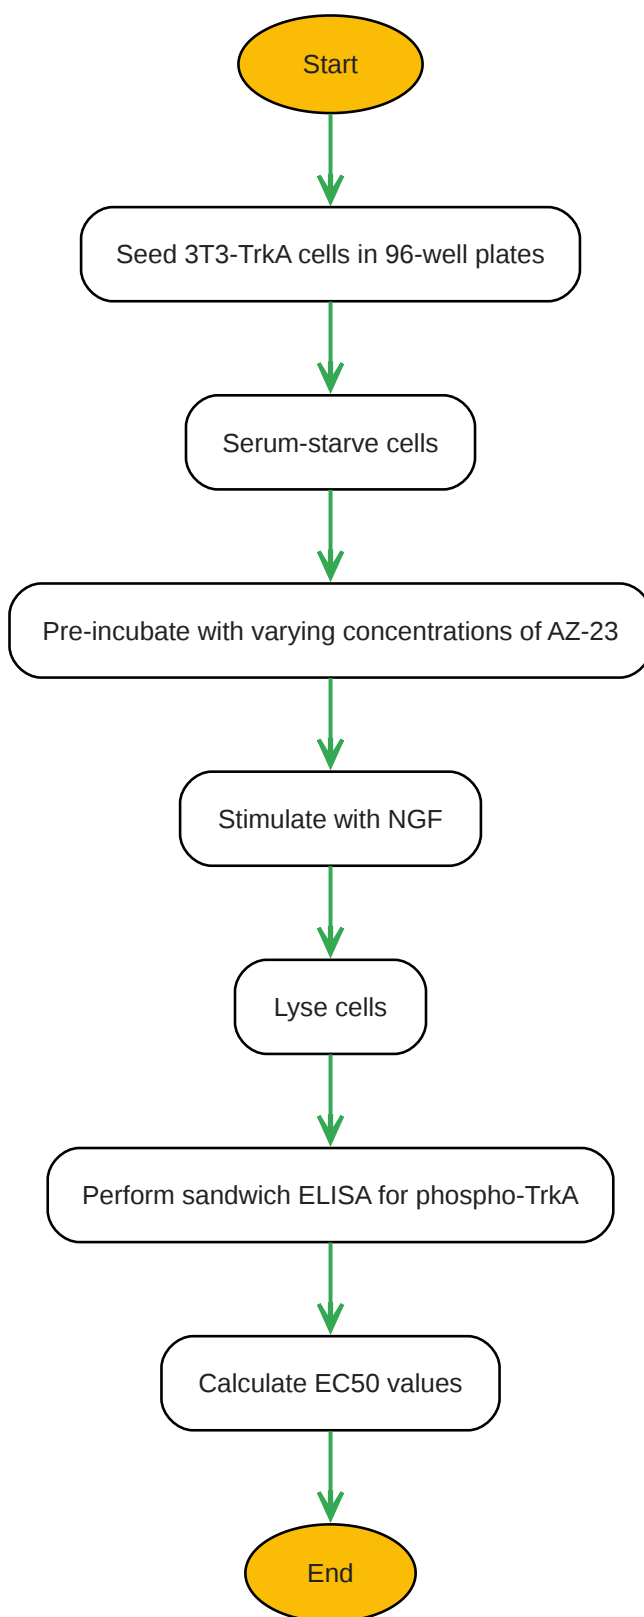 Start
Seed 3T3-TrkA cells in 96-well plates
Serum-starve cells
Pre-incubate with varying concentrations of AZ-23
Stimulate with NGF
Lyse cells
Perform sandwich ELISA for phospho-TrkA
Calculate EC50 values
End